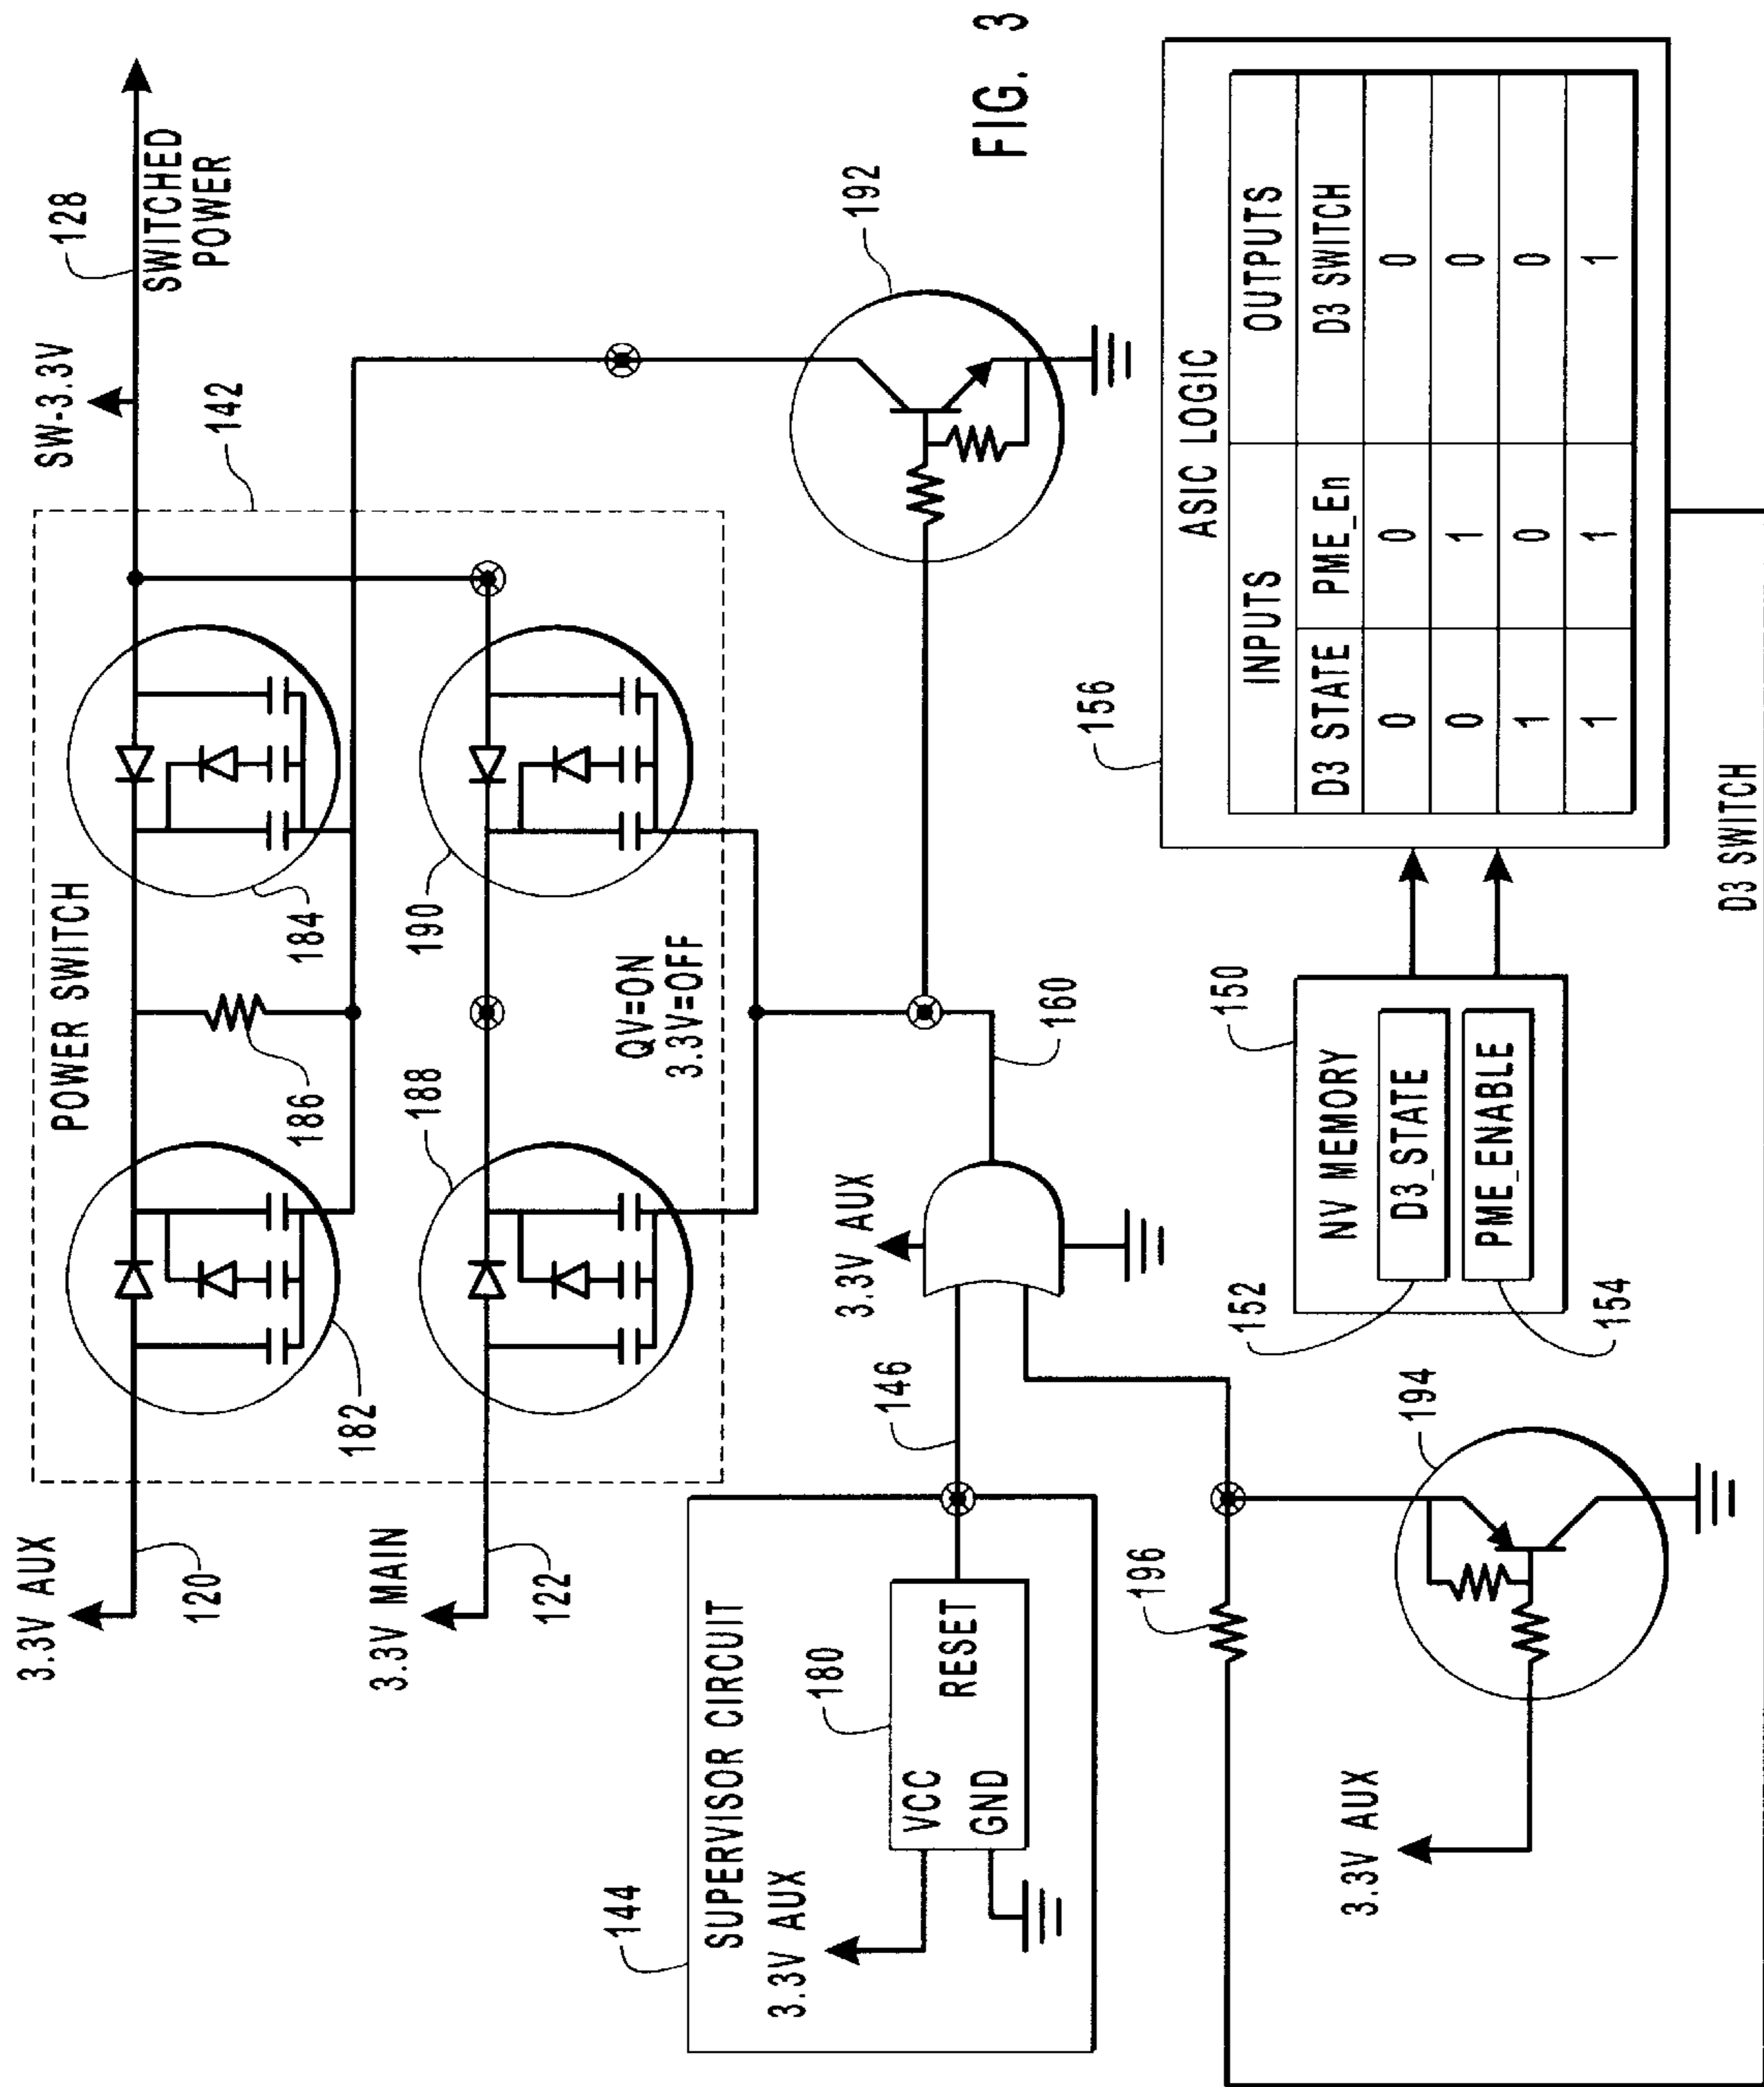 3.3V AUX
120
3.3V MAIN
122
POWER SWITCH
182
184
186
188
190
QV=ON
3.3V=OFF
142
SW-3.3V
128
SWITCHED
POWER
192
FIG. 3
144
SUPERVISOR CIRCUIT
3.3V AUX
180
VCC
GND
RESET
146
3.3V AUX
160
196
194
3.3V AUX
150
NV MEMORY
D3_STATE
PME_ENABLE
152
154
156
ASIC LOGIC
INPUTS OUTPUTS
D3 STATE PME_En D3 SWITCH
0 0 0
0 1 0
1 0 0
1 1 1
D3 SWITCH